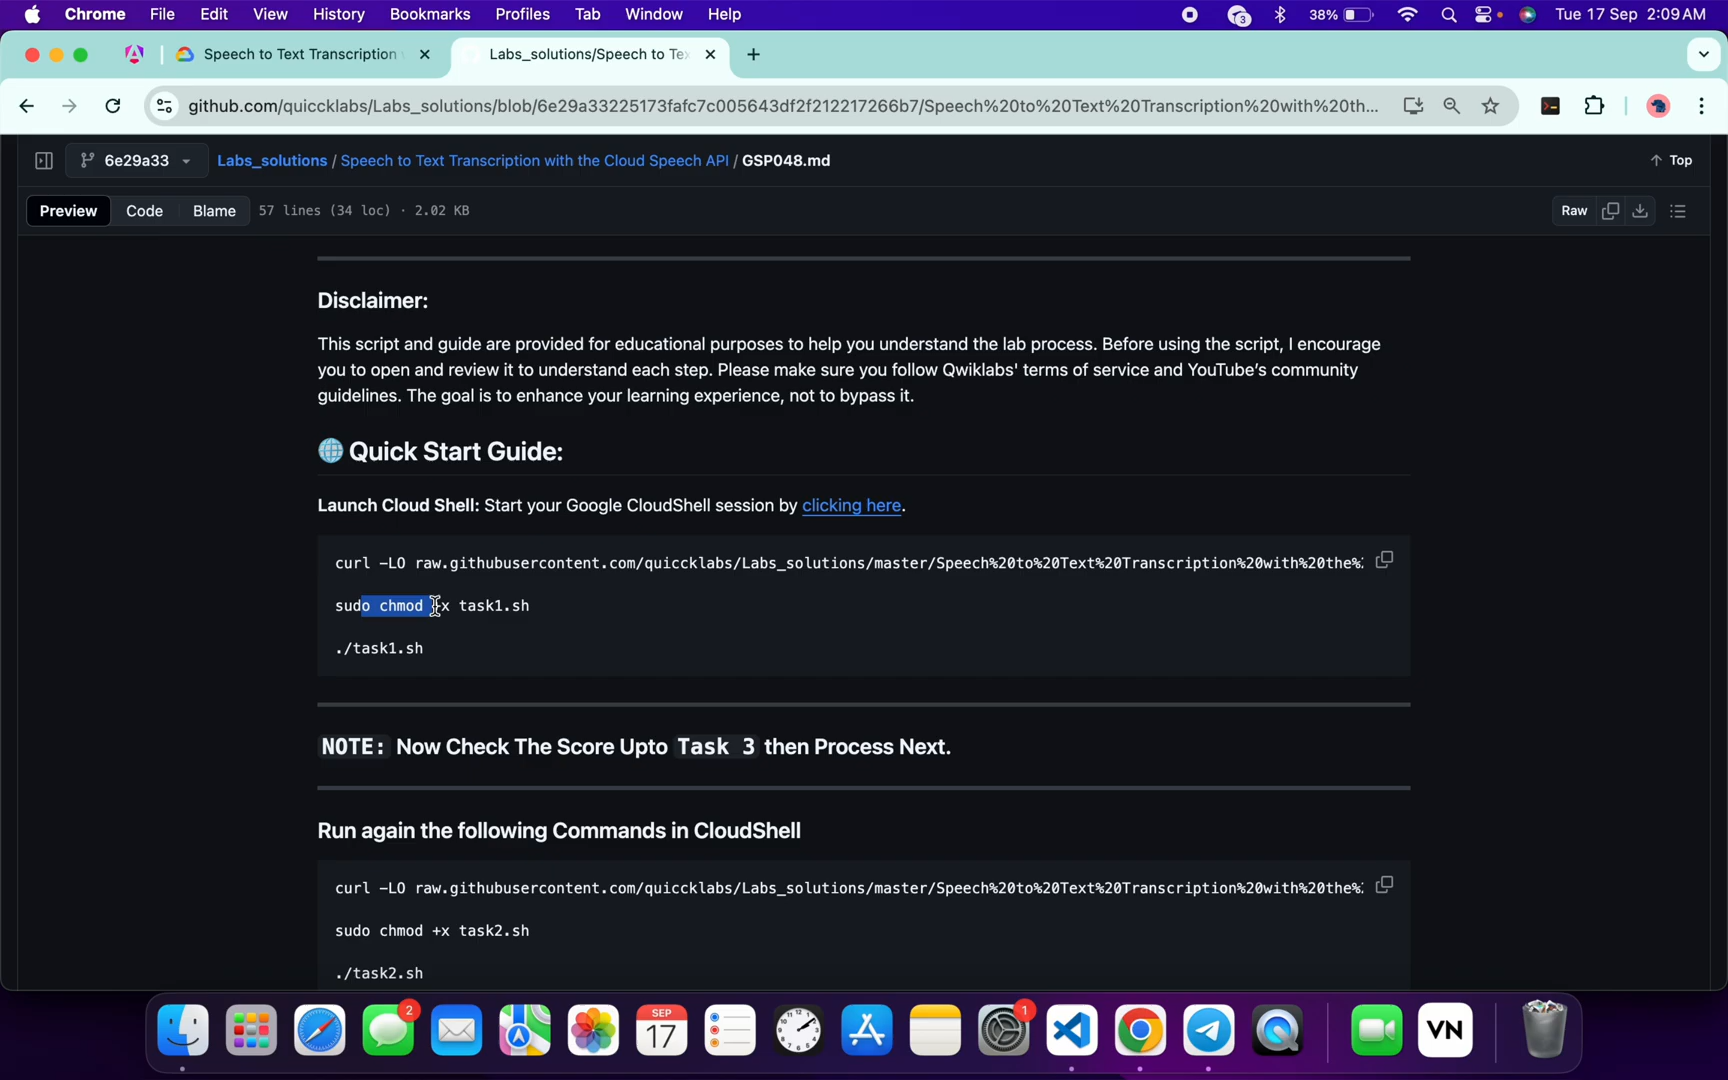 Chrome File Edit View History Bookmarks Profiles Tab Window Help 3 38% Tue 17 Sep 2:09 AM
Speech to Text Transcription Labs_solutions/Speech to Te
github.com/quiccklabs/Labs_solutions/blob/6e29a33225173fafc7c005643df2f212217266b7/Speech%20to%20Text%20Transcription%20with%20th...
6e29a33 Labs_solutions / Speech to Text Transcription with the Cloud Speech API / GSP048.md Top
Preview Code Blame 57 lines (34 loc) · 2.02 KB Raw
Disclaimer:
This script and guide are provided for educational purposes to help you understand the lab process. Before using the script, I encourage
you to open and review it to understand each step. Please make sure you follow Qwiklabs' terms of service and YouTube’s community
guidelines. The goal is to enhance your learning experience, not to bypass it.
Quick Start Guide:
Launch Cloud Shell: Start your Google CloudShell session by clicking here.
curl -LO raw.githubusercontent.com/quiccklabs/Labs_solutions/master/Speech%20to%20Text%20Transcription%20with%20the%
sudo chmod +x task1.sh
./task1.sh
NOTE: Now Check The Score Upto Task 3 then Process Next.
Run again the following Commands in CloudShell
curl -LO raw.githubusercontent.com/quiccklabs/Labs_solutions/master/Speech%20to%20Text%20Transcription%20with%20the%
sudo chmod +x task2.sh
./task2.sh
2 SEP 17 1 VN